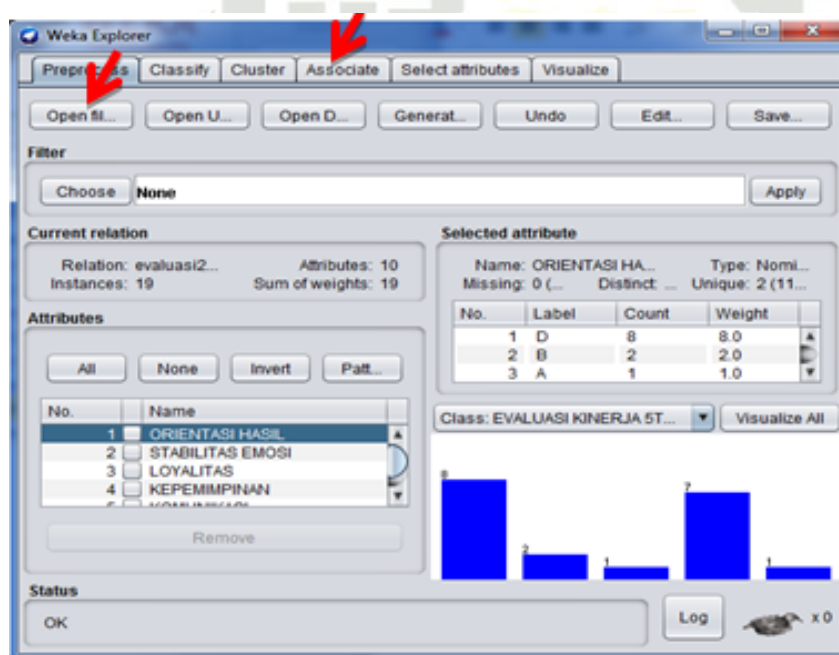 Weka Explorer
Preprocess Classify Cluster Associate Select attributes Visualize
Open fil... Open U... Open D... Generat... Undo Edit... Save...
Filter
Choose None Apply
Current relation
Relation: evaluasi2... Attributes: 10
Instances: 19 Sum of weights: 19
Selected attribute
Name: ORIENTASI HA... Type: Nomi...
Missing: 0 (... Distinct: ... Unique: 2 (11...
No. Label Count Weight
1 D 8 8.0
2 B 2 2.0
3 A 1 1.0
Attributes
All None Invert Patt...
No. Name
1 ORIENTASI HASIL
2 STABILITAS EMOSI
3 LOYALITAS
4 KEPEMIMPINAN
5 KOMUNIKASI
Remove
Class: EVALUASI KINERJA 5T... Visualize All
8 2 1 7 1
Status
OK
Log x 0